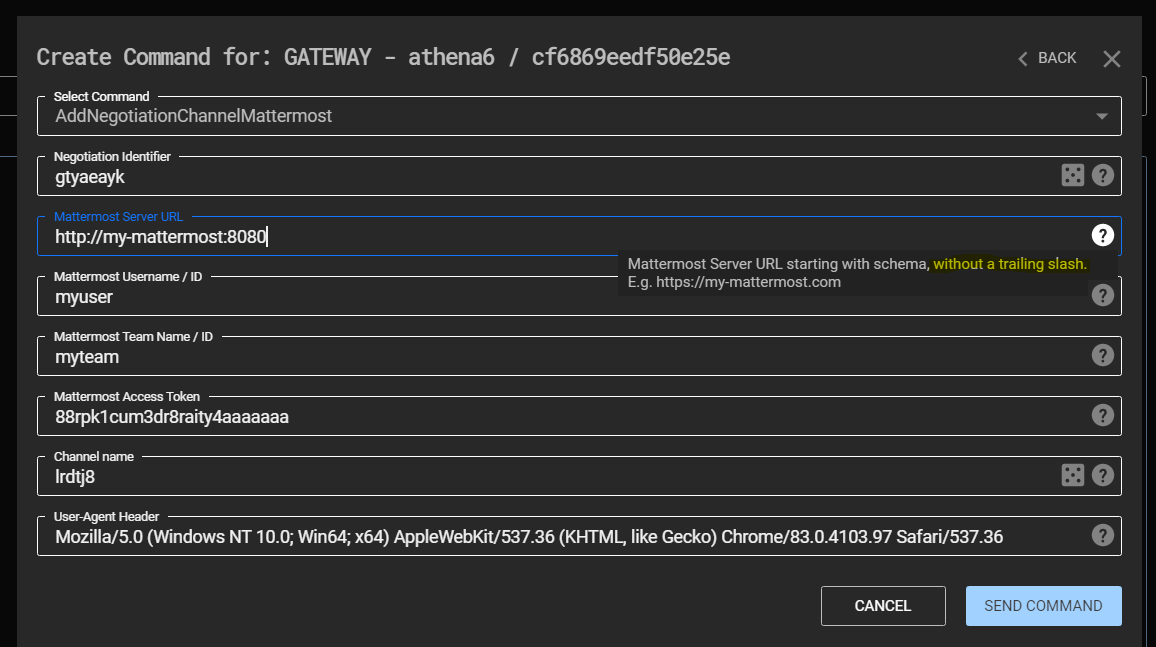 Create Command for: GATEWAY - athena6 / cf6869eedf50e25e
BACK
Select Command
AddNegotiationChannelMattermost
Negotiation Identifier
gtyaeayk
Mattermost Server URL
http://my-mattermost:8080
Mattermost Server URL starting with schema, without a trailing slash.
E.g. https://my-mattermost.com
Mattermost Username / ID
myuser
Mattermost Team Name / ID
myteam
Mattermost Access Token
88rpk1cum3dr8raity4aaaaaaa
Channel name
lrdtj8
User-Agent Header
Mozilla/5.0 (Windows NT 10.0; Win64; x64) AppleWebKit/537.36 (KHTML, like Gecko) Chrome/83.0.4103.97 Safari/537.36
CANCEL
SEND COMMAND